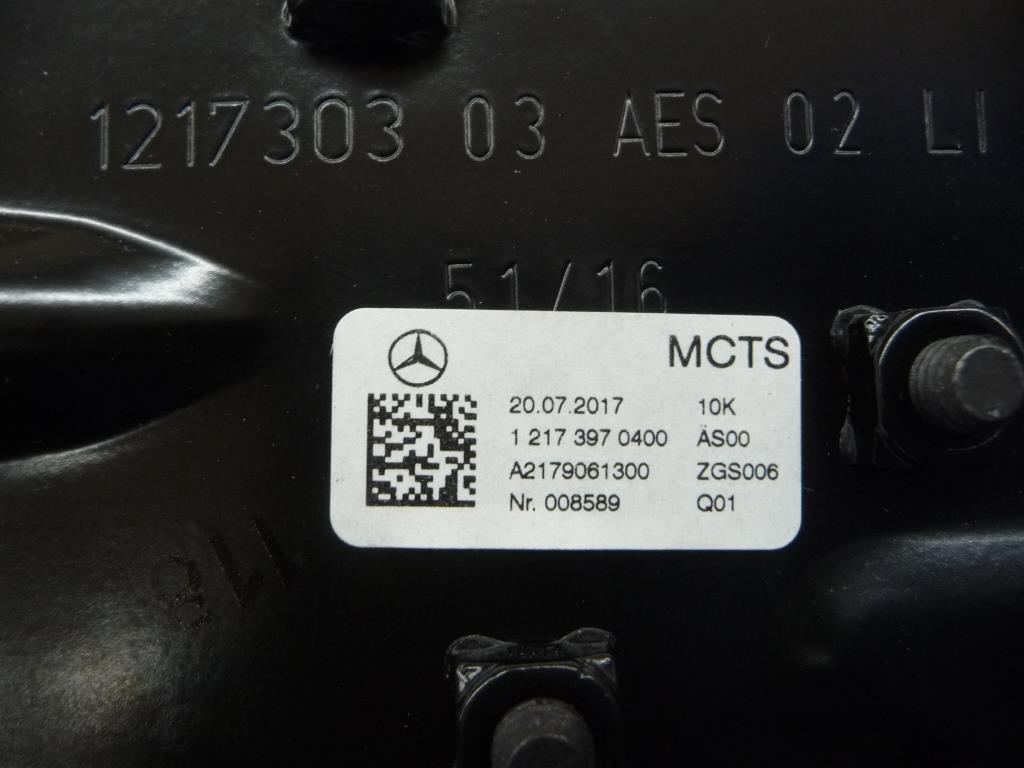 1217303 03 AES 02 LI
51/16
MCTS
20.07.2017 10K
1 217 397 0400 ÄS00
A2179061300 ZGS006
Nr. 008589 Q01